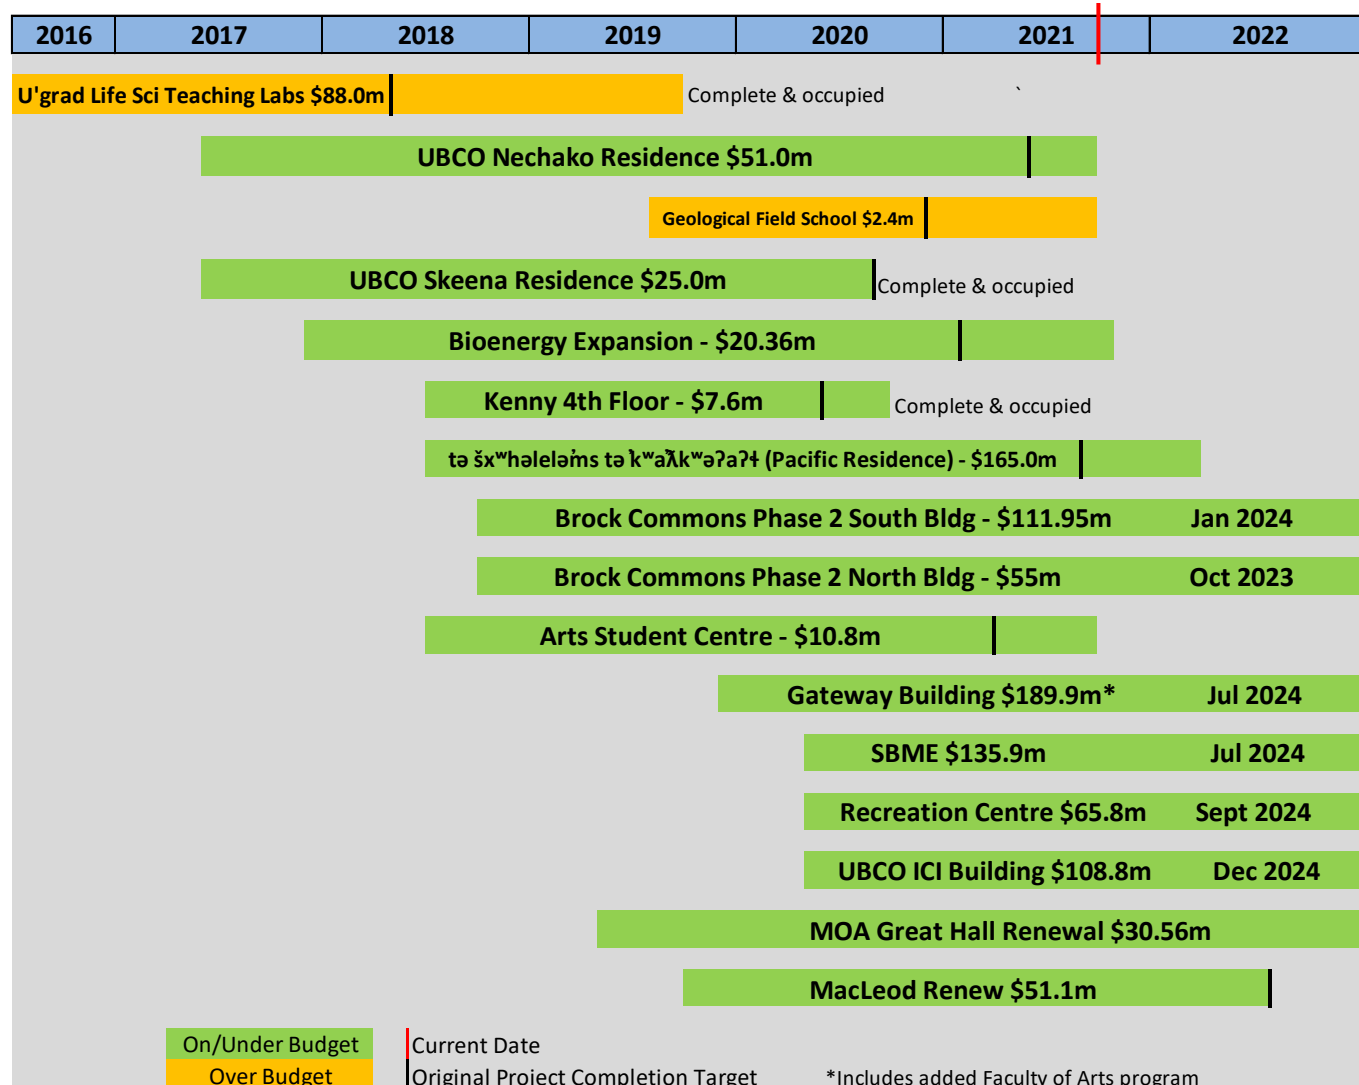 2016 2017 2018 2019 2020 2021 2022
U'grad Life Sci Teaching Labs $88.0m Complete & occupied `
UBCO Nechako Residence $51.0m
Geological Field School $2.4m
UBCO Skeena Residence $25.0m Complete & occupied
Bioenergy Expansion - $20.36m
Kenny 4th Floor - $7.6m Complete & occupied
tə šxʷhəleləm̓s tə k̓ʷaƛ̓kʷəʔaʔɬ (Pacific Residence) - $165.0m
Brock Commons Phase 2 South Bldg - $111.95m Jan 2024
Brock Commons Phase 2 North Bldg - $55m Oct 2023
Arts Student Centre - $10.8m
Gateway Building $189.9m* Jul 2024
SBME $135.9m Jul 2024
Recreation Centre $65.8m Sept 2024
UBCO ICI Building $108.8m Dec 2024
MOA Great Hall Renewal $30.56m
MacLeod Renew $51.1m
On/Under Budget Current Date
Over Budget Original Project Completion Target *Includes added Faculty of Arts program